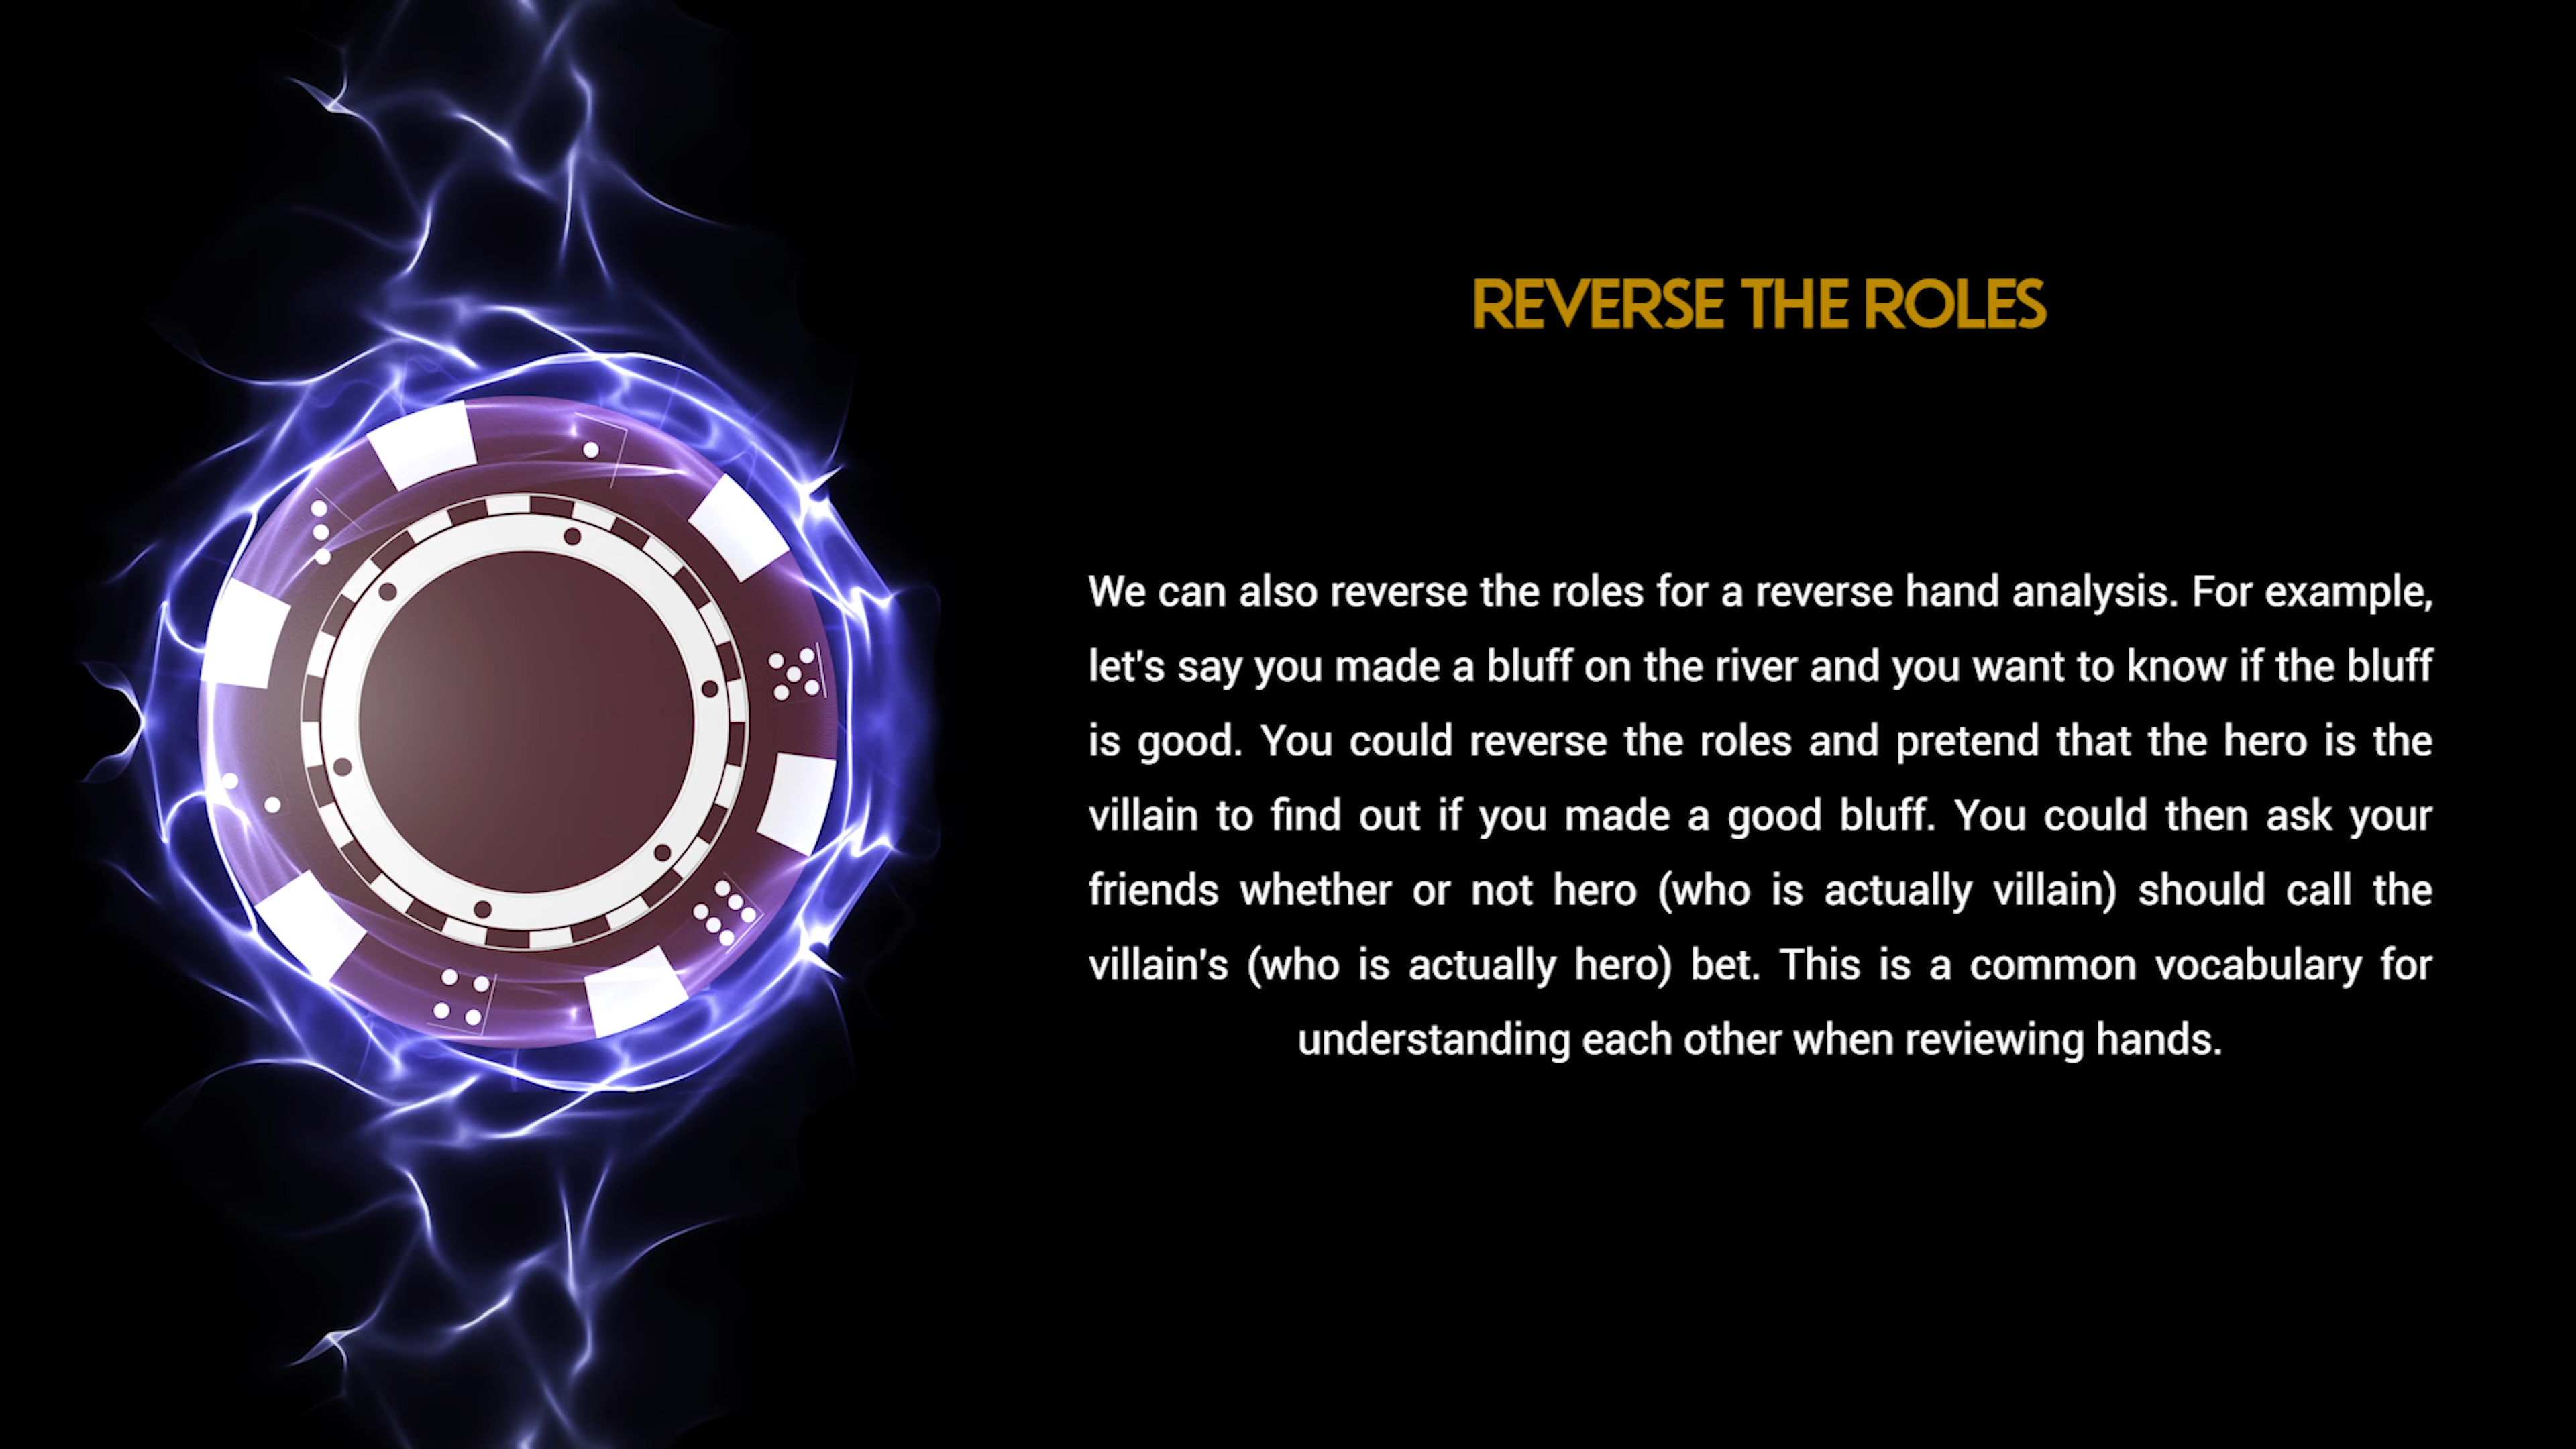 REVERSE THE ROLES
We can also reverse the roles for a reverse hand analysis. For example,
let's say you made a bluff on the river and you want to know if the bluff
is good. You could reverse the roles and pretend that the hero is the
villain to find out if you made a good bluff. You could then ask your
friends whether or not hero (who is actually villain) should call the
villain's (who is actually hero) bet. This is a common vocabulary for
understanding each other when reviewing hands.